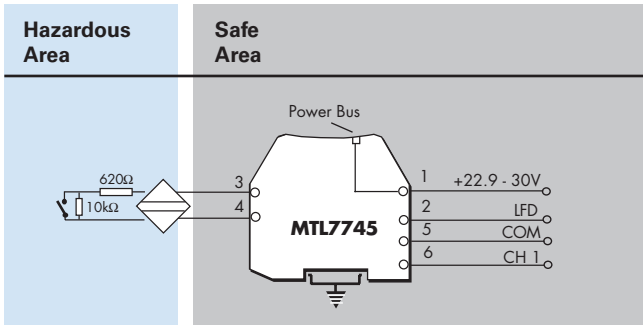 Hazardous
Area
Safe
Area
Power Bus
620Ω
10kΩ
3
4
MTL7745
1
+22.9 - 30V
2
LFD
5
COM
6
CH 1